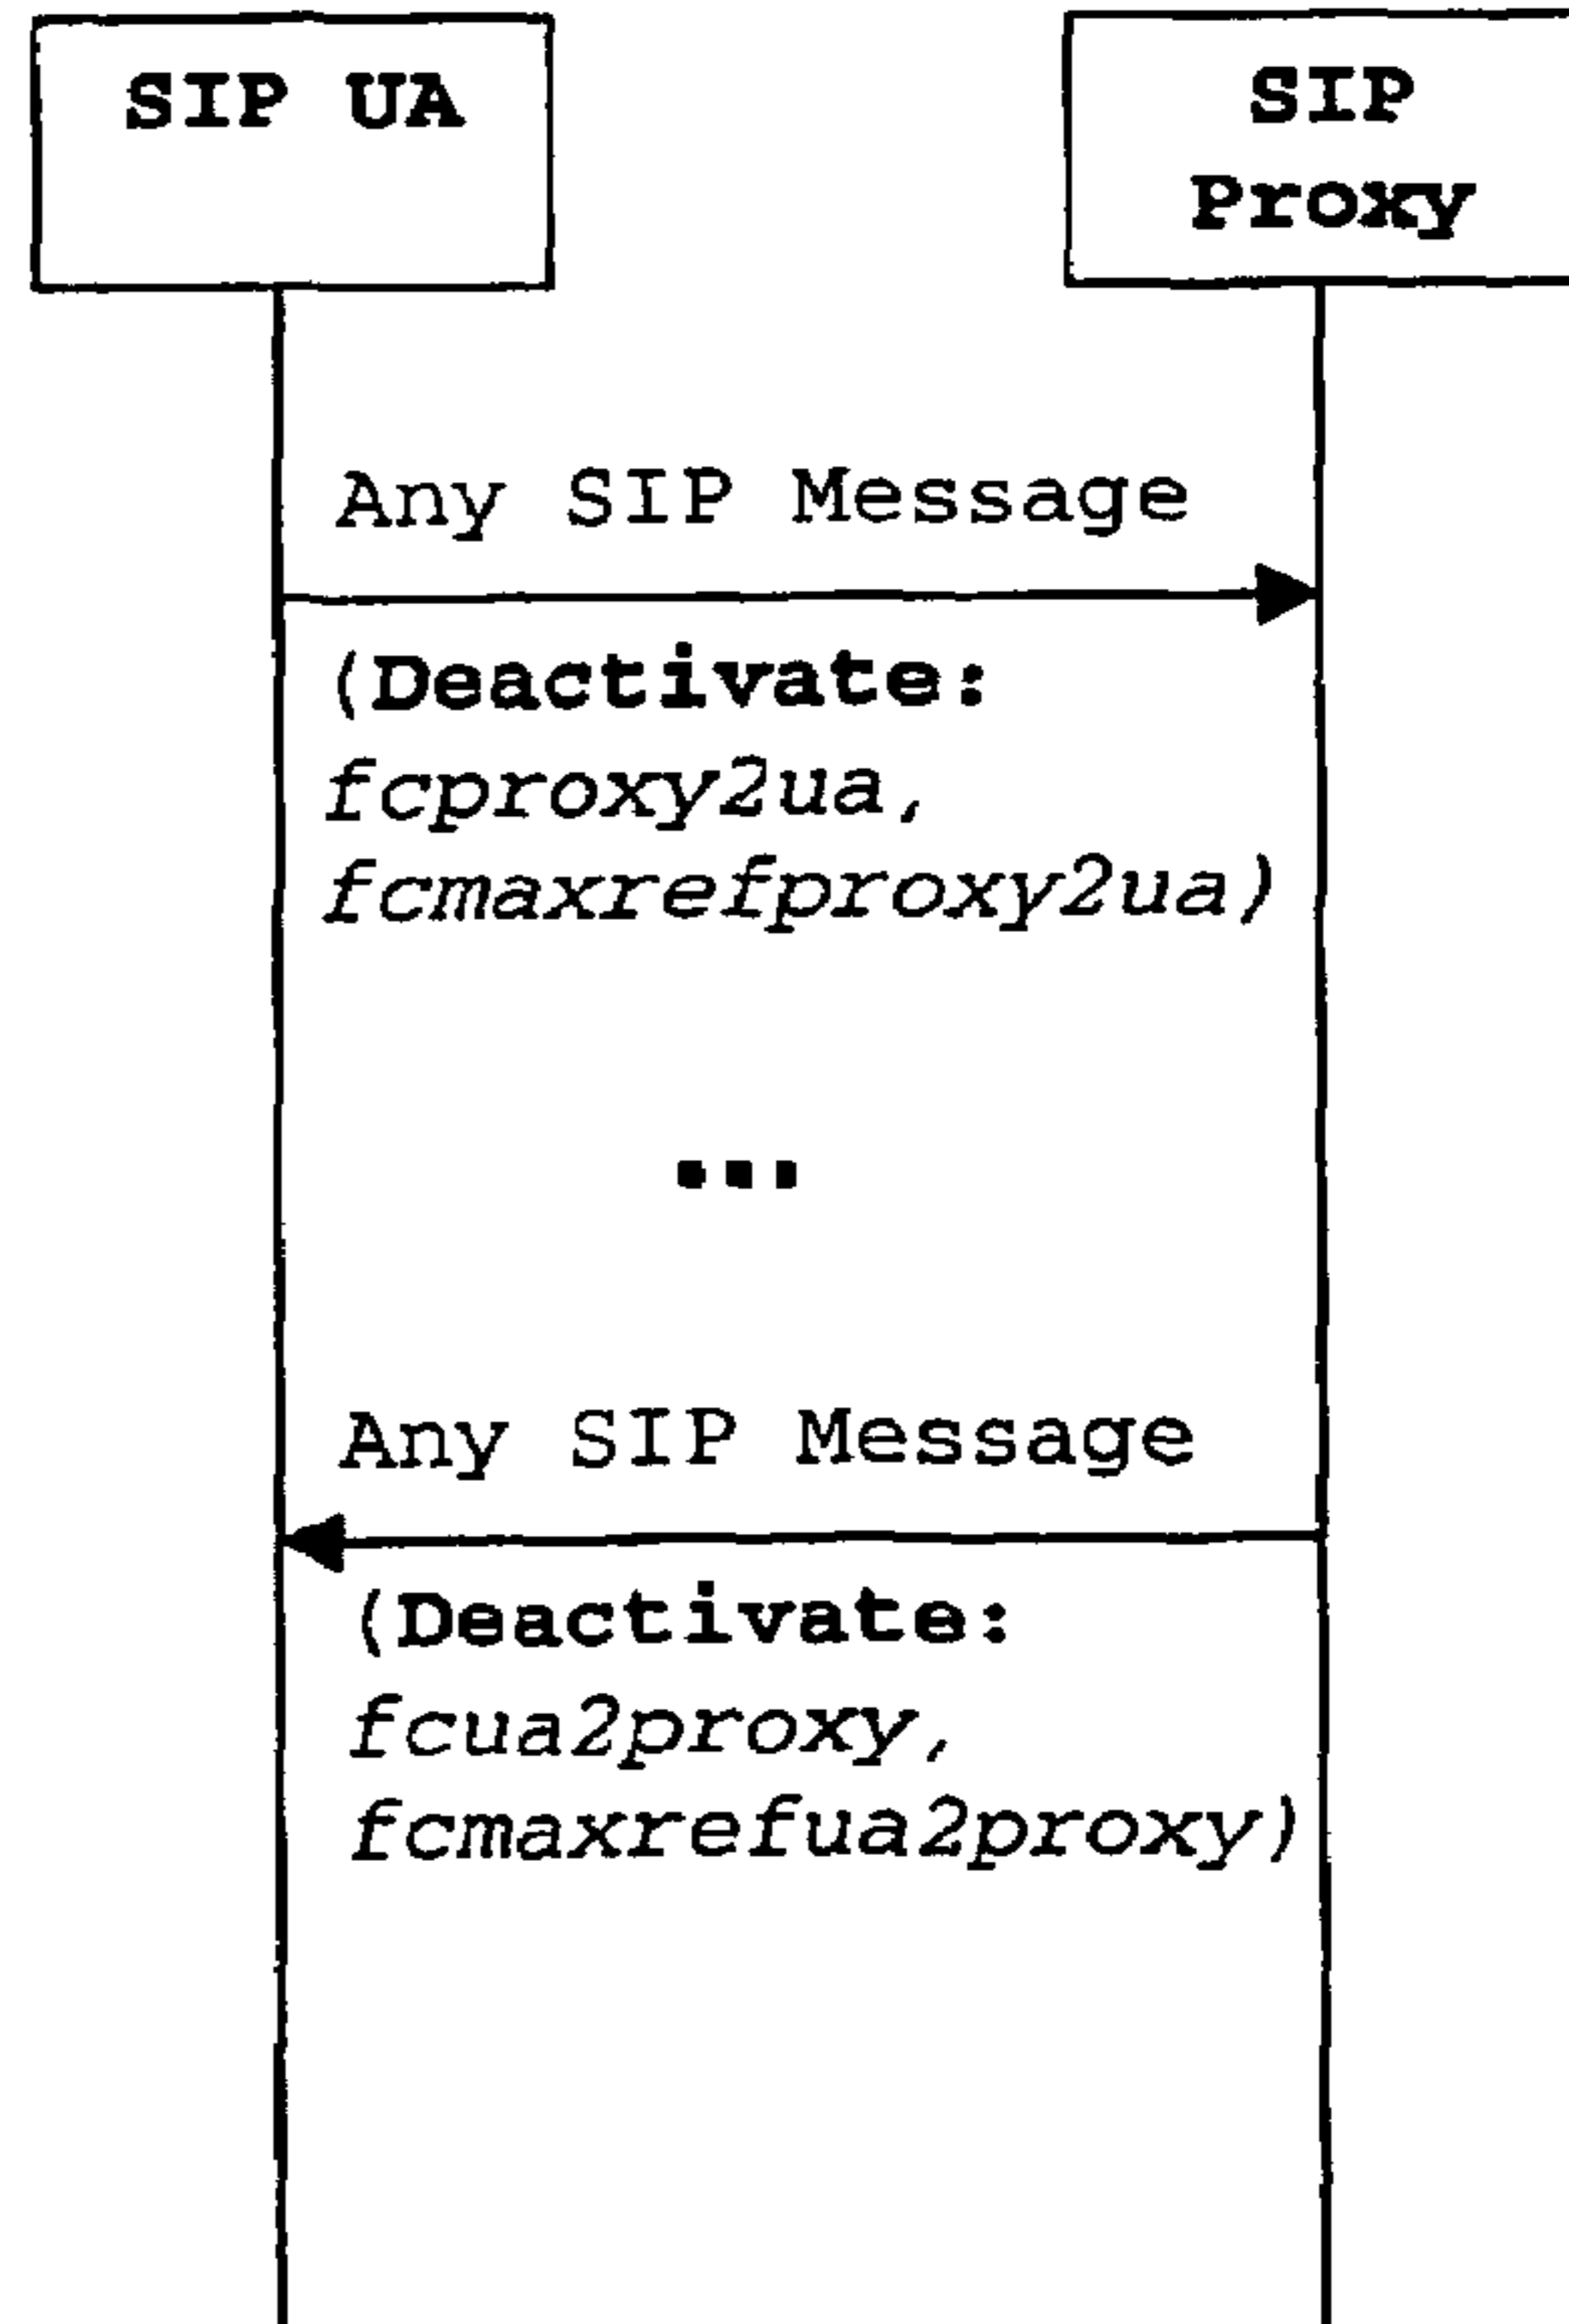 SIP UA
SIP
Proxy
Any SIP Message
(Deactivate:
fcproxy2ua,
fcmaxrefproxy2ua)
...
Any SIP Message
(Deactivate:
fcua2proxy,
fcmaxrefua2proxy)